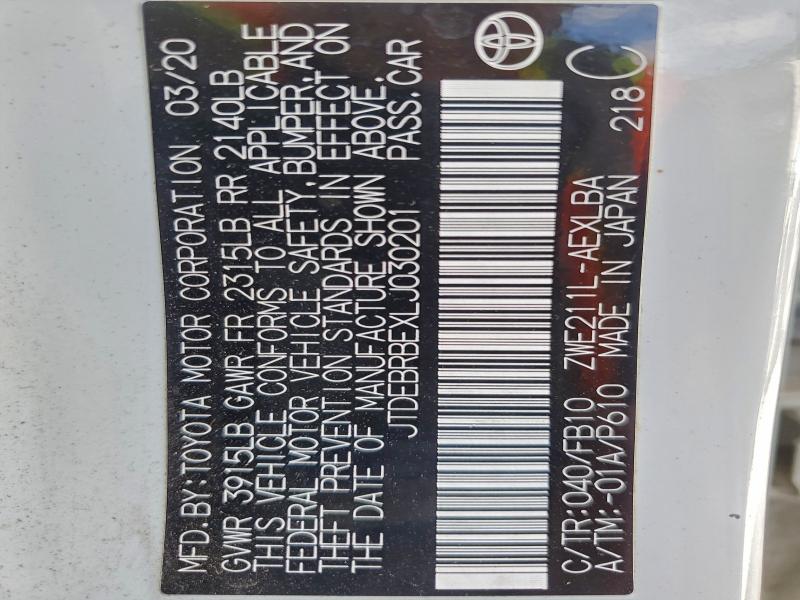 MFD.BY:TOYOTA MOTOR CORPORATION 03/20
GVWR 3915LB GAWR FR 2315LB RR 2140LB
THIS VEHICLE CONFORMS TO ALL APPLICABLE
FEDERAL MOTOR VEHICLE SAFETY,BUMPER,AND
THEFT PREVENTION STANDARDS IN EFFECT ON
THE DATE OF MANUFACTURE SHOWN ABOVE.
JTDEBRBEXLJ030201 PASS.CAR
C/TR:040/FB10 ZWE211L-AEXLBA C
A/TM:-01A/P610 MADE IN JAPAN 218